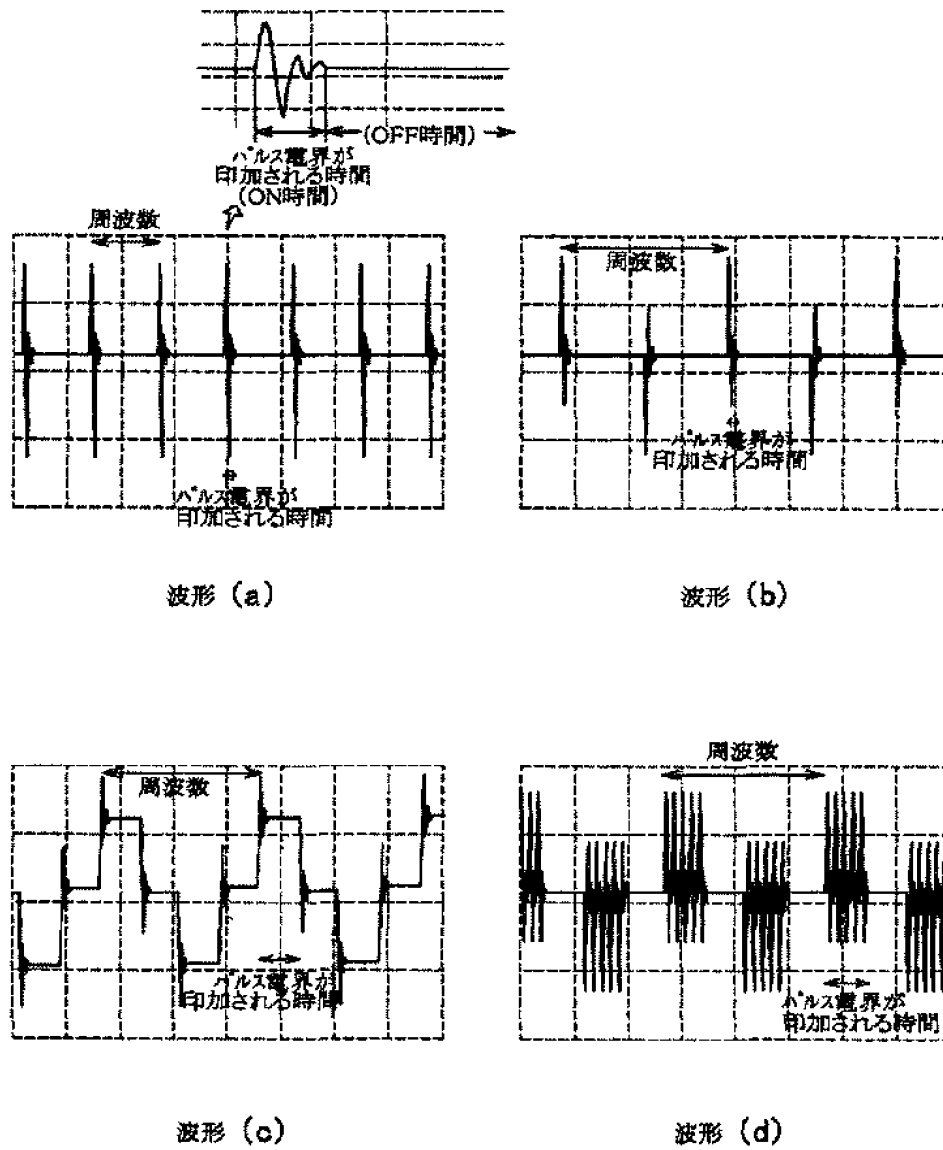 (OFF時間)
パルス電界が
印加される時間
(ON時間)
周波数
パルス電界が
印加される時間
波形 (a)
周波数
パルス電界が
印加される時間
波形 (b)
周波数
パルス電界が
印加される時間
波形 (c)
周波数
パルス電界が
印加される時間
波形 (d)